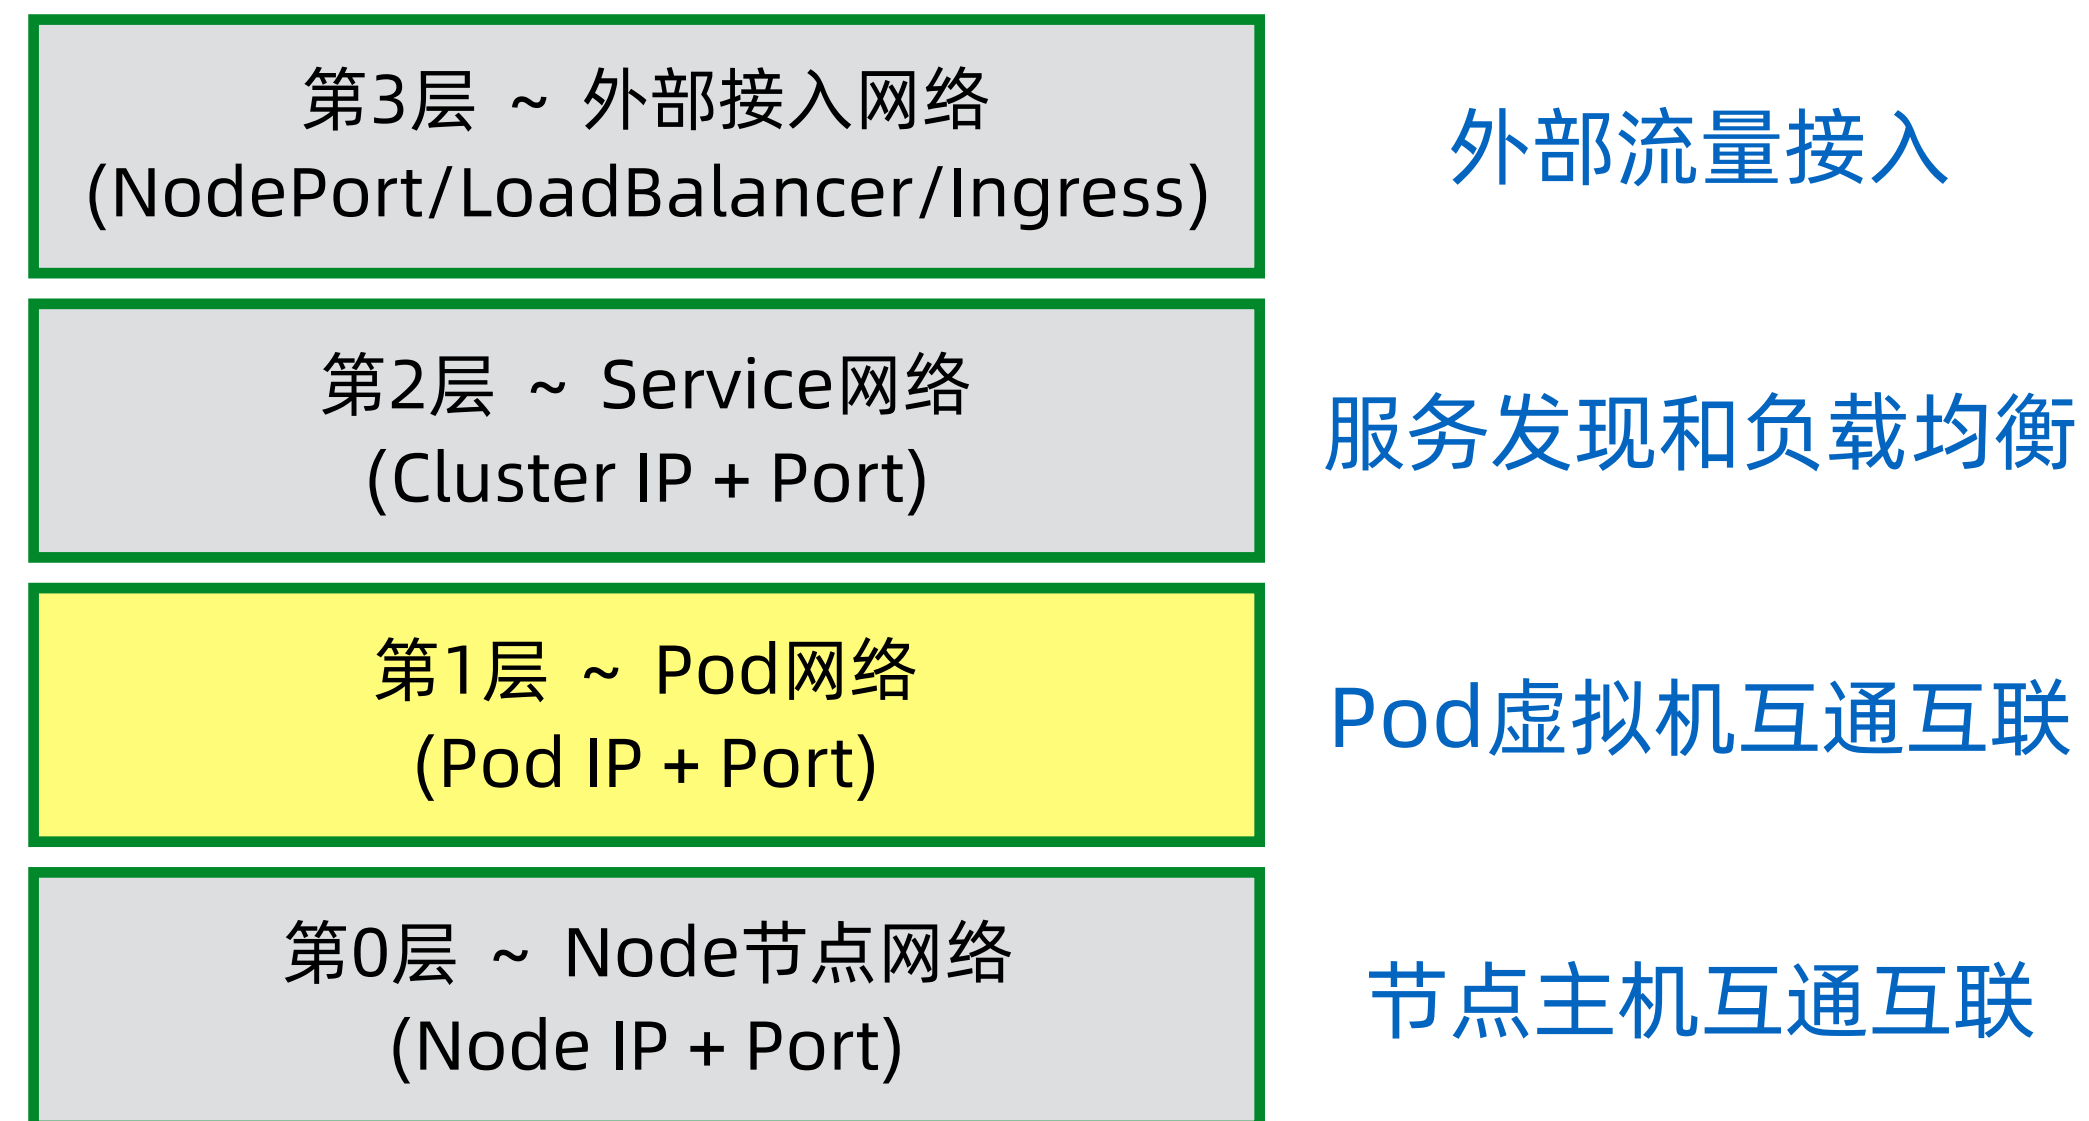 第3层 ~ 外部接入网络
(NodePort/LoadBalancer/Ingress)
外部流量接入
第2层 ~ Service网络
(Cluster IP + Port)
服务发现和负载均衡
第1层 ~ Pod网络
(Pod IP + Port)
Pod虚拟机互通互联
第0层 ~ Node节点网络
(Node IP + Port)
节点主机互通互联